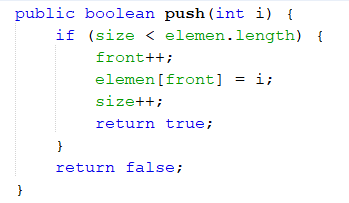 public boolean push(int i) {
    if (size < elemen.length) {
        front++;
        elemen[front] = i;
        size++;
        return true;
    }
    return false;
}